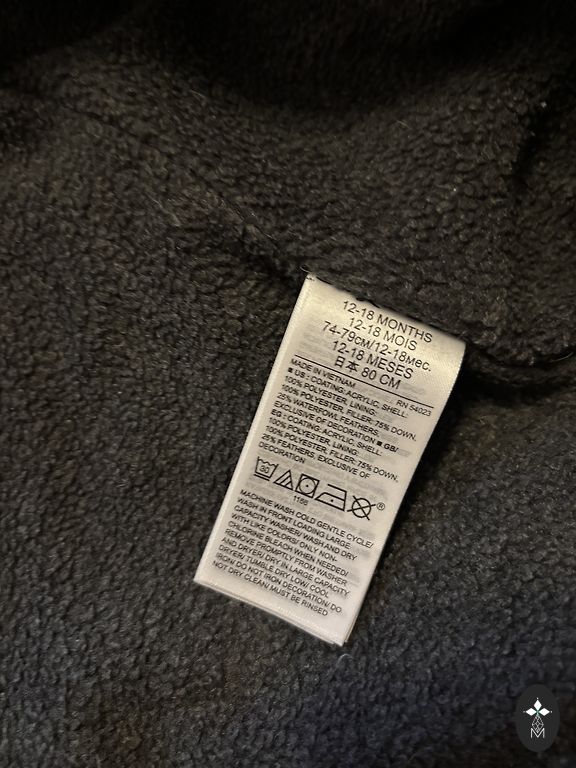 12-18 MONTHS
12-18 MOIS
74-79см/12-18мес.
12-18 MESES
日本 80 CM
MADE IN VIETNAM RN 54023
■ US : COATING: ACRYLIC, SHELL:
100% POLYESTER, LINING:
100% POLYESTER, FILLER: 75% DOWN,
25% WATERFOWL FEATHERS,
EXCLUSIVE OF DECORATION ■ GB/
EG : COATING: ACRYLIC, SHELL:
100% POLYESTER, LINING:
100% POLYESTER, FILLER: 75% DOWN,
25% FEATHERS, EXCLUSIVE OF
DECORATION
30 ®
1166
MACHINE WASH COLD GENTLE CYCLE/
WASH IN FRONT LOADING LARGE
CAPACITY WASHER/ WASH AND DRY
WITH LIKE COLORS/ ONLY NON-
CHLORINE BLEACH WHEN NEEDED/
REMOVE PROMPTLY FROM WASHER
AND DRYER/ DRY IN LARGE CAPACITY
DRYER/ TUMBLE DRY LOW/ COOL
IRON/ DO NOT IRON DECORATION/ DO
NOT DRY CLEAN/ MUST BE RINSED
M